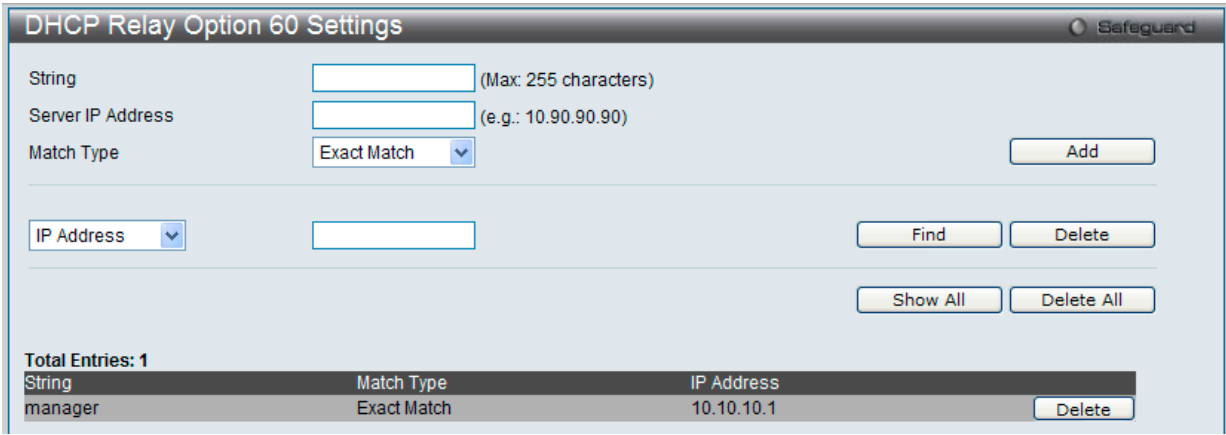 DHCP Relay Option 60 Settings Safeguard
String (Max: 255 characters)
Server IP Address (e.g.: 10.90.90.90)
Match Type Exact Match Add
IP Address Find Delete
Show All Delete All
Total Entries: 1
String Match Type IP Address
manager Exact Match 10.10.10.1 Delete